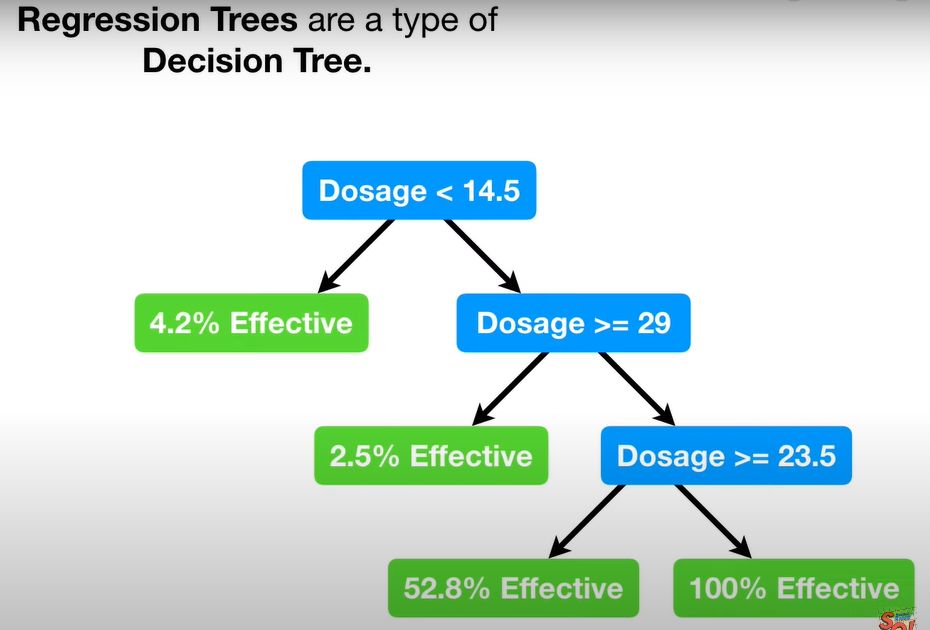 Regression Trees are a type of
Decision Tree.
Dosage < 14.5
4.2% Effective
Dosage >= 29
2.5% Effective
Dosage >= 23.5
52.8% Effective
100% Effective